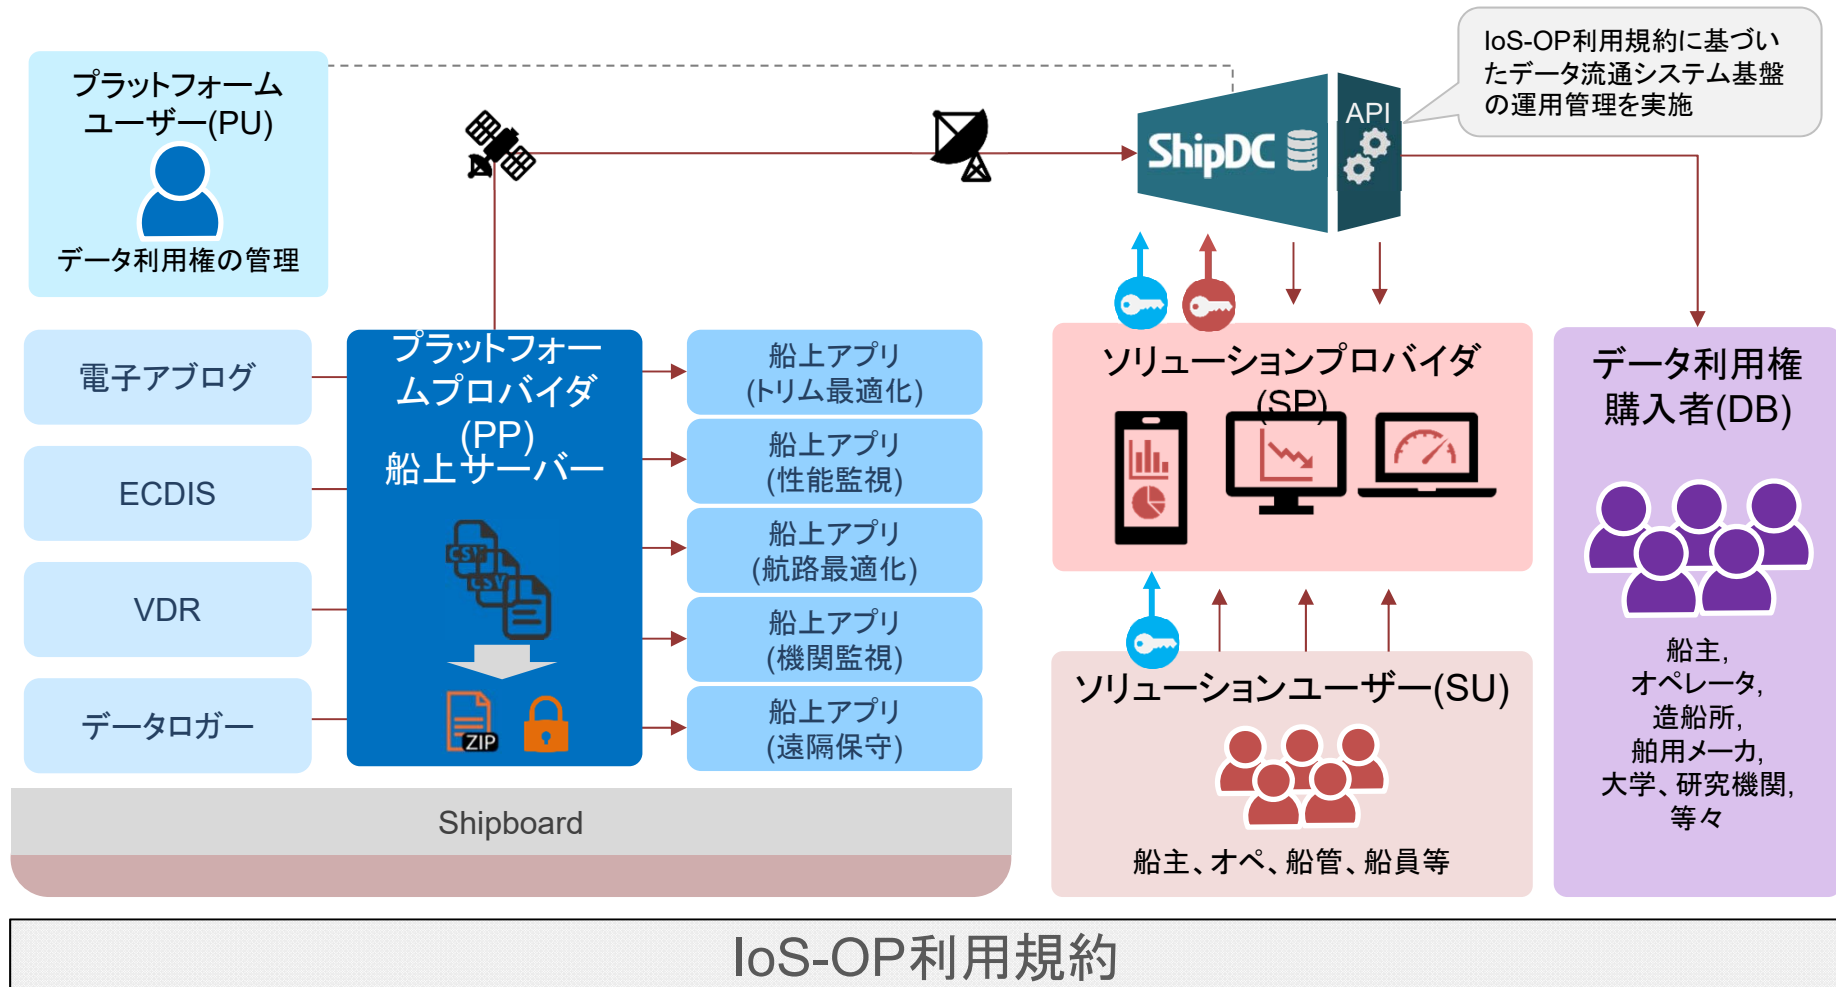 IoS-OP利用規約に基づい
たデータ流通システム基盤
の運用管理を実施
プラットフォーム
ユーザー(PU)
データ利用権の管理
ShipDC
API
電子アブログ
ECDIS
VDR
データロガー
プラットフォー
ムプロバイダ
(PP)
船上サーバー
CSV
CSV
ZIP
船上アプリ
(トリム最適化)
船上アプリ
(性能監視)
船上アプリ
(航路最適化)
船上アプリ
(機関監視)
船上アプリ
(遠隔保守)
Shipboard
ソリューションプロバイダ
(SP)
ソリューションユーザー(SU)
船主、オペ、船管、船員等
データ利用権
購入者(DB)
船主,
オペレータ,
造船所,
舶用メーカ,
大学、研究機関,
等々
IoS-OP利用規約